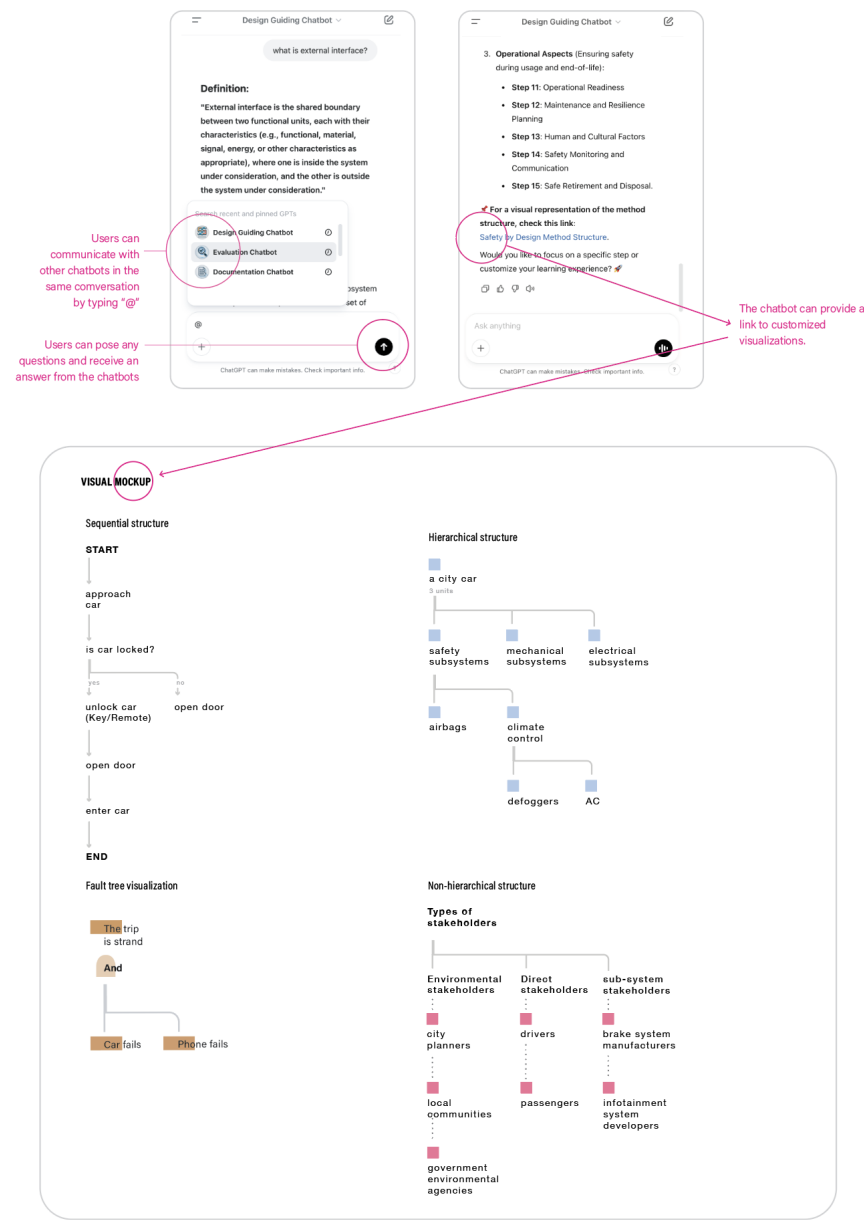 Design Guiding Chatbot
what is external interface?
Definition:
"External interface is the shared boundary
between two functional units, each with their
characteristics (e.g., functional, material,
signal, energy, or other characteristics as
appropriate), where one is inside the system
under consideration, and the other is outside
the system under consideration."
Search recent and pinned GPTs
Design Guiding Chatbot
Evaluation Chatbot
Documentation Chatbot
osystem
set of
@
ChatGPT can make mistakes. Check important info.
?
Users can
communicate with
other chatbots in the
same comversation
by typing "@"
Users can pose any
questions and receive an
answer from the chatbots
Design Guiding Chatbot
3. Operational Aspects (Ensuring safety
during usage and end-of-life):
• Step 11: Operational Readiness
• Step 12: Maintenance and Resilience
Planning
• Step 13: Human and Cultural Factors
• Step 14: Safety Monitoring and
Communication
• Step 15: Safe Retirement and Disposal.
🚀 For a visual representation of the method
structure, check this link:
Safety by Design Method Structure.
Would you like to focus on a specific step or
customize your learning experience? 🚀
Ask anything
ChatGPT can make mistakes. Check important info.
?
The chatbot can provide a
link to customized
visualizations.
VISUAL MOCKUP
Sequential structure
START
approach
car
is car locked?
yes
no
unlock car
(Key/Remote)
open door
open door
enter car
END
Hierarchical structure
a city car
3 units
safety
subsystems
mechanical
subsystems
electrical
subsystems
airbags
climate
control
defoggers
AC
Fault tree visualization
The trip
is strand
And
Car fails
Phone fails
Non-hierarchical structure
Types of
stakeholders
Environmental
stakeholders
Direct
stakeholders
sub-system
stakeholders
city
planners
drivers
brake system
manufacturers
local
communities
passengers
infotainment
system
developers
government
environmental
agencies